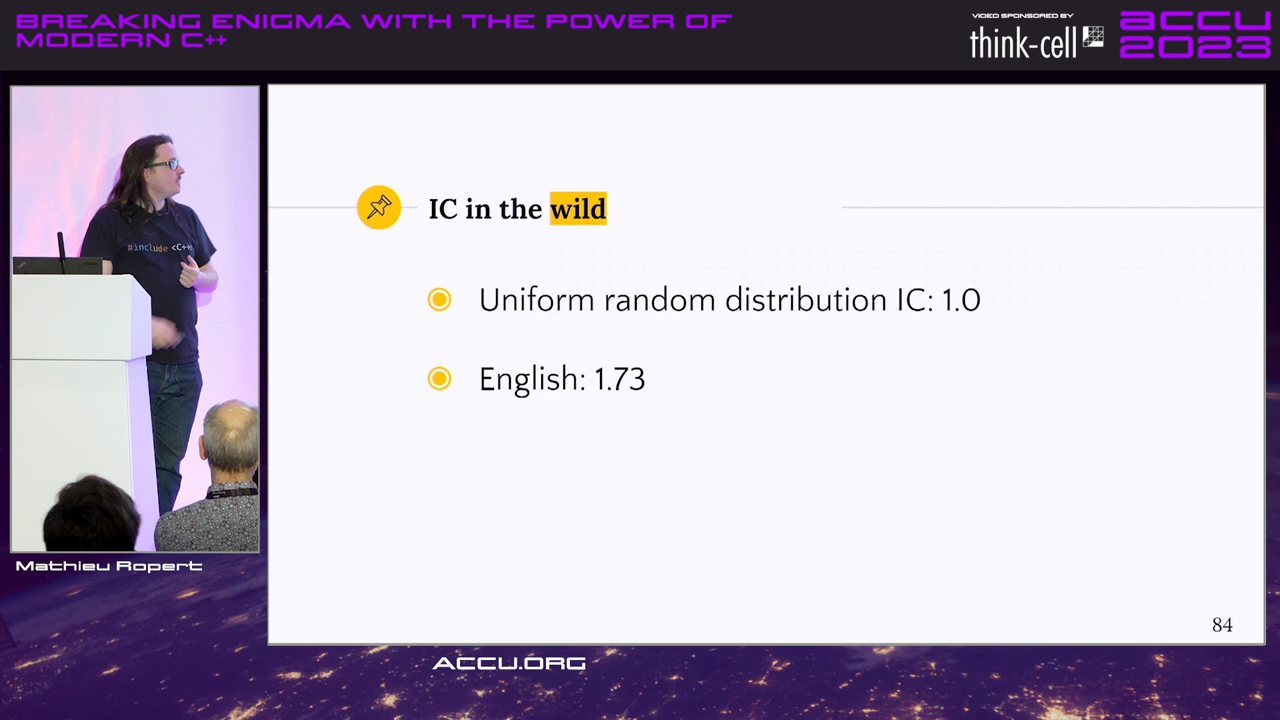 BREAKING ENIGMA WITH THE POWER OF
MODERN C++
VIDEO SPONSORED BY
think-cell
accu
2023
#include <C++
IC in the wild
Uniform random distribution IC: 1.0
English: 1.73
84
Mathieu Ropert
ACCU.ORG